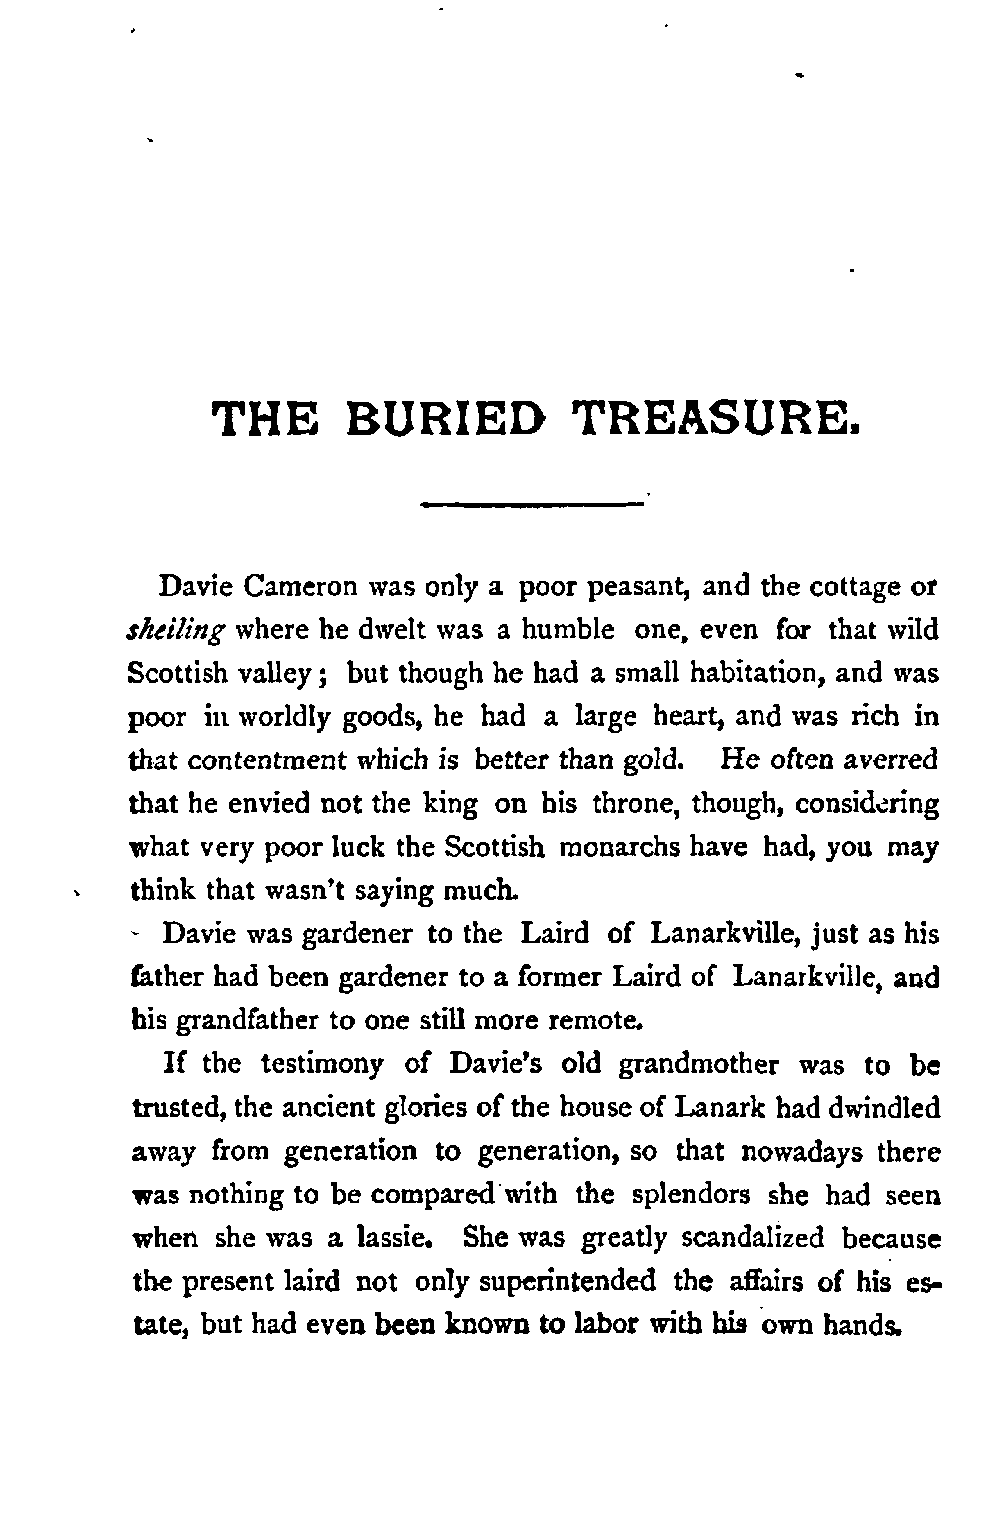 THE BURIED TREASURE.
Davie Cameron was only a poor peasant, and the cottage or
sheiling where he dwelt was a humble one, even for that wild
Scottish valley; but though he had a small habitation, and was
poor in worldly goods, he had a large heart, and was rich in
that contentment which is better than gold. He often averred
that he envied not the king on his throne, though, considering
what very poor luck the Scottish monarchs have had, you may
think that wasn't saying much.
Davie was gardener to the Laird of Lanarkville, just as his
father had been gardener to a former Laird of Lanarkville, and
his grandfather to one still more remote.
If the testimony of Davie's old grandmother was to be
trusted, the ancient glories of the house of Lanark had dwindled
away from generation to generation, so that nowadays there
was nothing to be compared with the splendors she had seen
when she was a lassie. She was greatly scandalized because
the present laird not only superintended the affairs of his es-
tate, but had even been known to labor with his own hands.